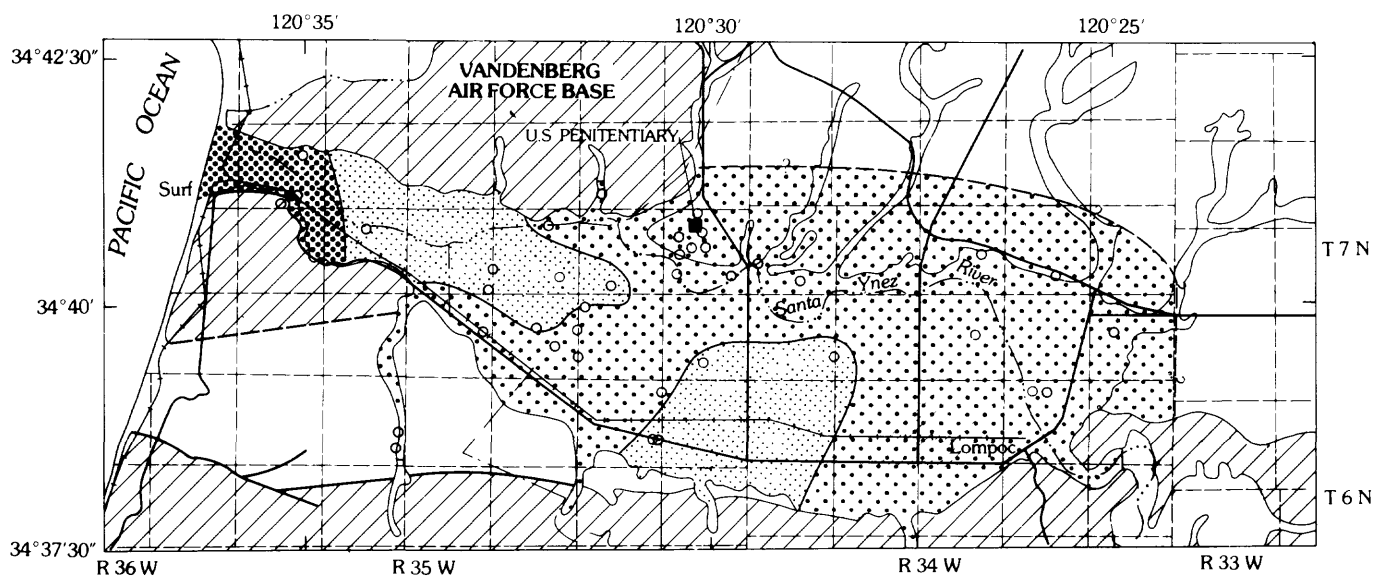 120°35′
120°30′
120°25′
34°42′30″
PACIFIC OCEAN
VANDENBERG
AIR FORCE BASE
U.S PENITENTIARY
Surf
T 7 N
34°40′
Santa Ynez River
Lompoc
T 6 N
34°37′30″
R 36 W
R 35 W
R 34 W
R 33 W